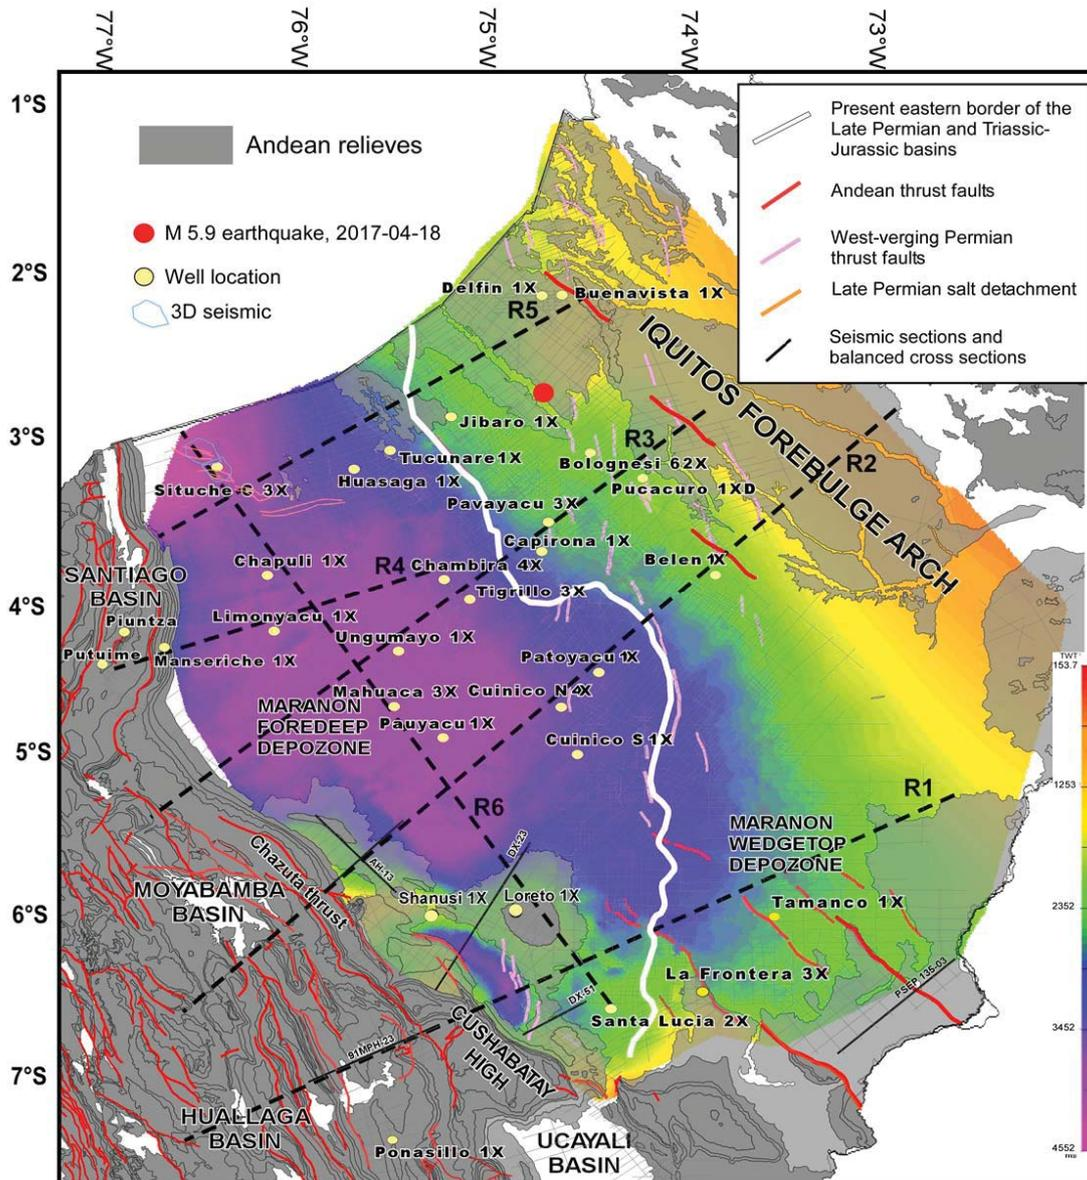 77°W
76°W
75°W
74°W
73°W
1°S
2°S
3°S
4°S
5°S
6°S
7°S
Andean relieves
M 5.9 earthquake, 2017-04-18
Well location
3D seismic
Present eastern border of the
Late Permian and Triassic-
Jurassic basins
Andean thrust faults
West-verging Permian
thrust faults
Late Permian salt detachment
Seismic sections and
balanced cross sections
Delfin 1X
Buenavista 1X
R5
IQUITOS FOREBULGE ARCH
Jibaro 1X
R3
R2
Tucunare1X
Bolognesi 62X
Situche C 3X
Huasaga 1X
Pucacuro 1XD
Pavayacu 3X
Capirona 1X
Chapuli 1X
R4
Chambira 4X
Belen 1X
SANTIAGO
BASIN
Tigrillo 3X
Piuntza
Limonyacu 1X
Ungumayo 1X
Putuime
Manseriche 1X
Patoyacu 1X
Mahuaca 3X
Cuinico N4X
MARANON
FOREDEEP
DEPOZONE
Pauyacu 1X
Cuinico S1X
TWT
153.7
1253
2352
3452
4552
R1
R6
MARANON
WEDGETOP
DEPOZONE
DX-23
AH-13
Chazuta thrust
MOYABAMBA
BASIN
Shanusi 1X
Loreto 1X
Tamanco 1X
La Frontera 3X
PSEP 135-03
DX-51
Santa Lucia 2X
CUSHABATAY
HIGH
91MPH-23
HUALLAGA
BASIN
Ponasillo 1X
UCAYALI
BASIN